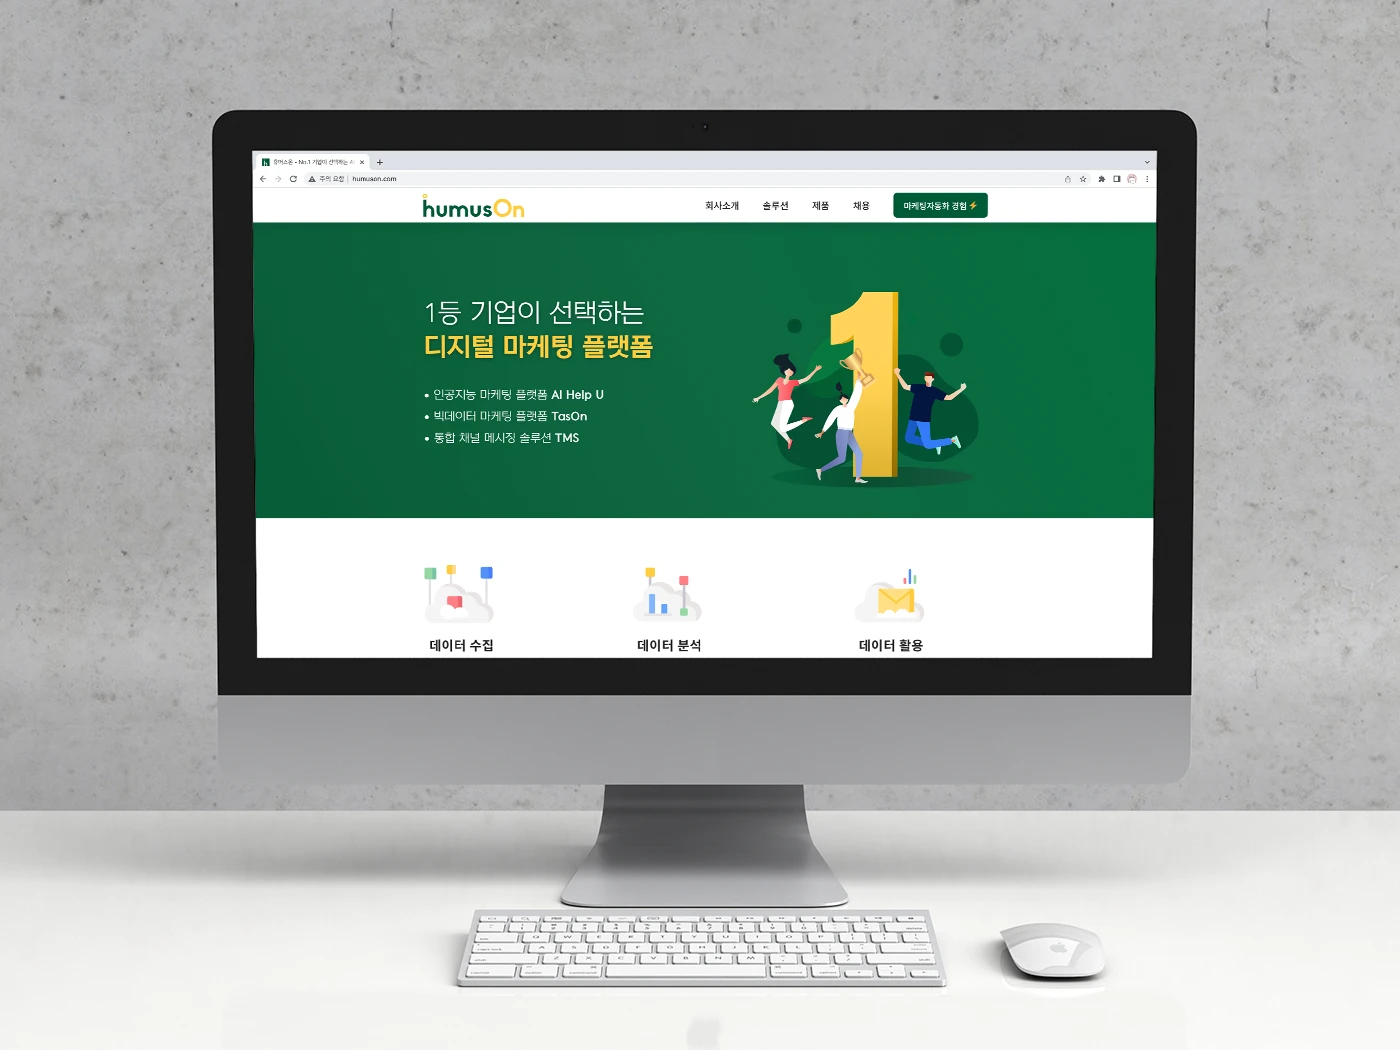 휴머스온 - No.1 기업이 선택하는 AI
주의 요함 humuson.com
humusOn
회사소개 솔루션 제품 채용 마케팅자동화 경험
1등 기업이 선택하는
디지털 마케팅 플랫폼
• 인공지능 마케팅 플랫폼 AI Help U
• 빅데이터 마케팅 플랫폼 TasOn
• 통합 채널 메시징 솔루션 TMS
1
데이터 수집 데이터 분석 데이터 활용